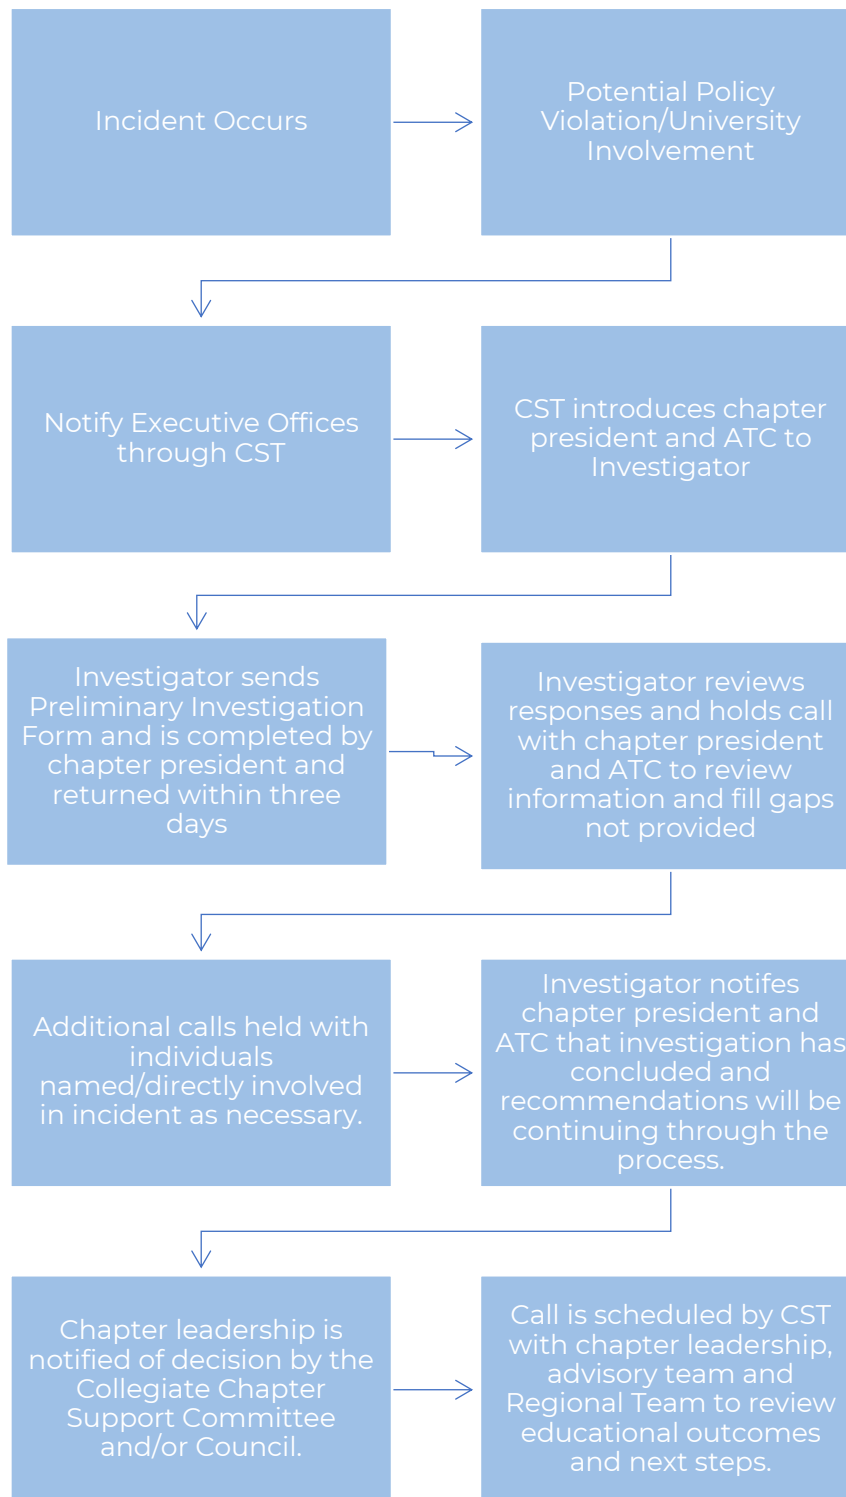 Incident Occurs
Potential Policy
Violation/University
Involvement
Notify Executive Offices
through CST
CST introduces chapter
president and ATC to
Investigator
Investigator sends
Preliminary Investigation
Form and is completed by
chapter president and
returned within three
days
Investigator reviews
responses and holds call
with chapter president
and ATC to review
information and fill gaps
not provided
Additional calls held with
individuals
named/directly involved
in incident as necessary.
Investigator notifes
chapter president and
ATC that investigation has
concluded and
recommendations will be
continuing through the
process.
Chapter leadership is
notified of decision by the
Collegiate Chapter
Support Committee
and/or Council.
Call is scheduled by CST
with chapter leadership,
advisory team and
Regional Team to review
educational outcomes
and next steps.